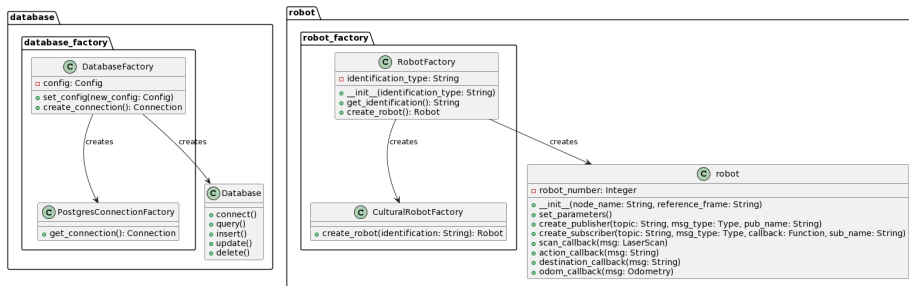 database
database_factory
C DatabaseFactory
config: Config
set_config(new_config: Config)
create_connection(): Connection
creates
creates
C PostgresConnectionFactory
get_connection(): Connection
C Database
connect()
query()
insert()
update()
delete()
robot
robot_factory
C RobotFactory
identification_type: String
__init__(identification_type: String)
get_identification(): String
create_robot(): Robot
creates
creates
C CulturalRobotFactory
create_robot(identification: String): Robot
C robot
robot_number: Integer
__init__(node_name: String, reference_frame: String)
set_parameters()
create_publisher(topic: String, msg_type: Type, pub_name: String)
create_subscriber(topic: String, msg_type: Type, callback: Function, sub_name: String)
scan_callback(msg: LaserScan)
action_callback(msg: String)
destination_callback(msg: String)
odom_callback(msg: Odometry)